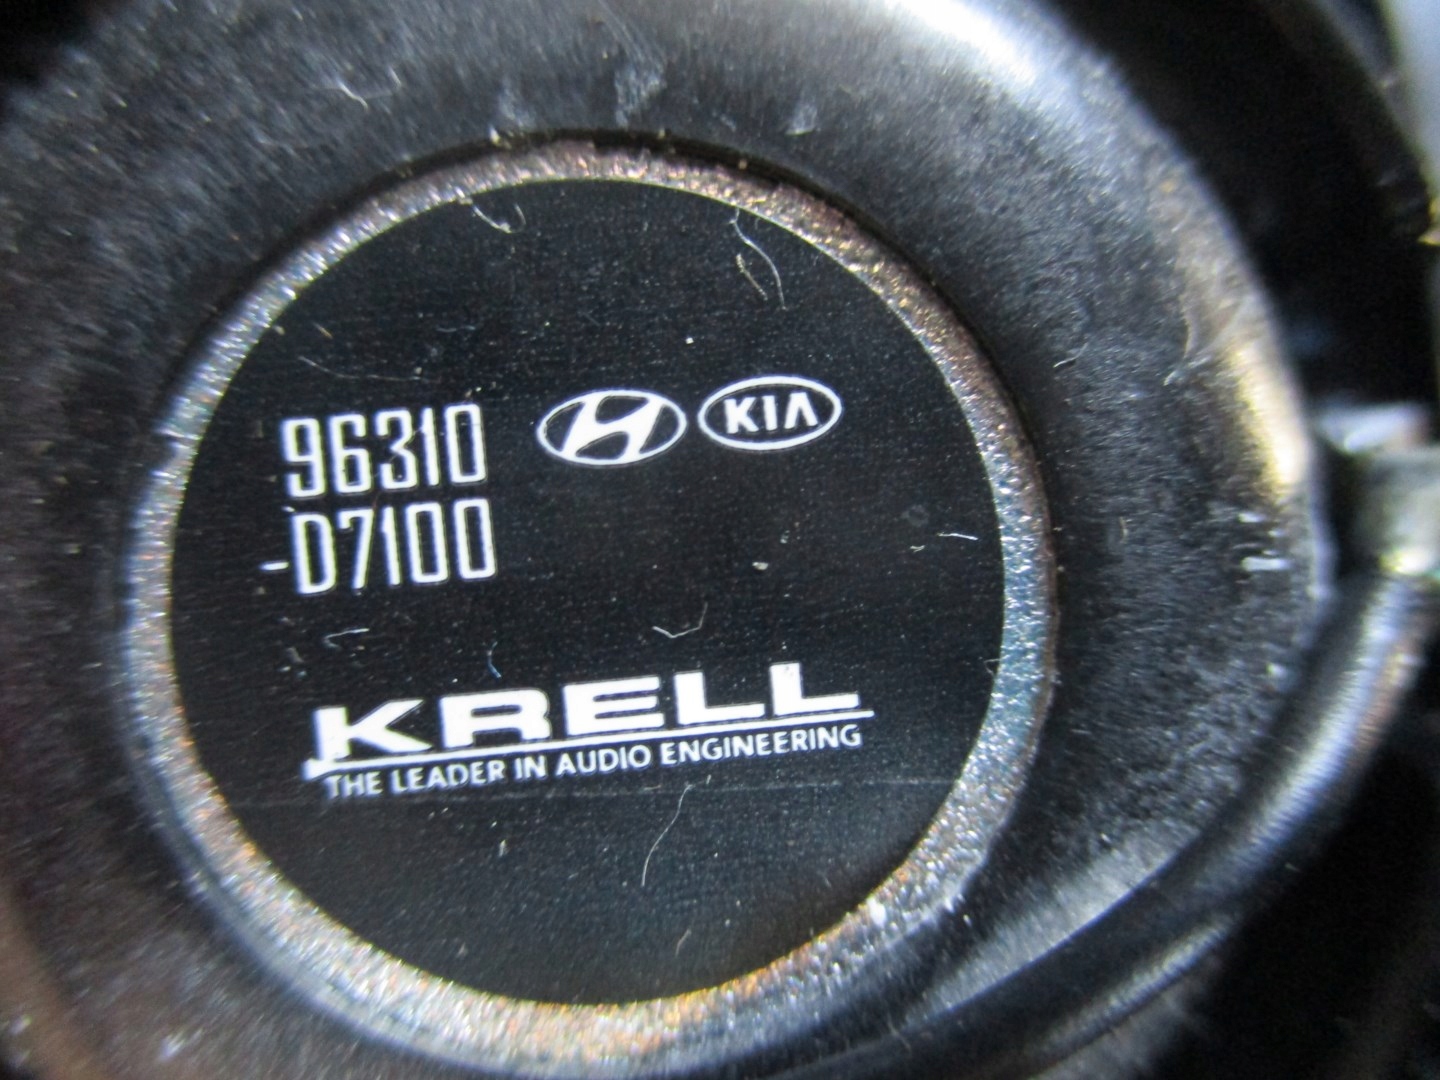 96310
-D7100
KIA
KRELL
THE LEADER IN AUDIO ENGINEERING